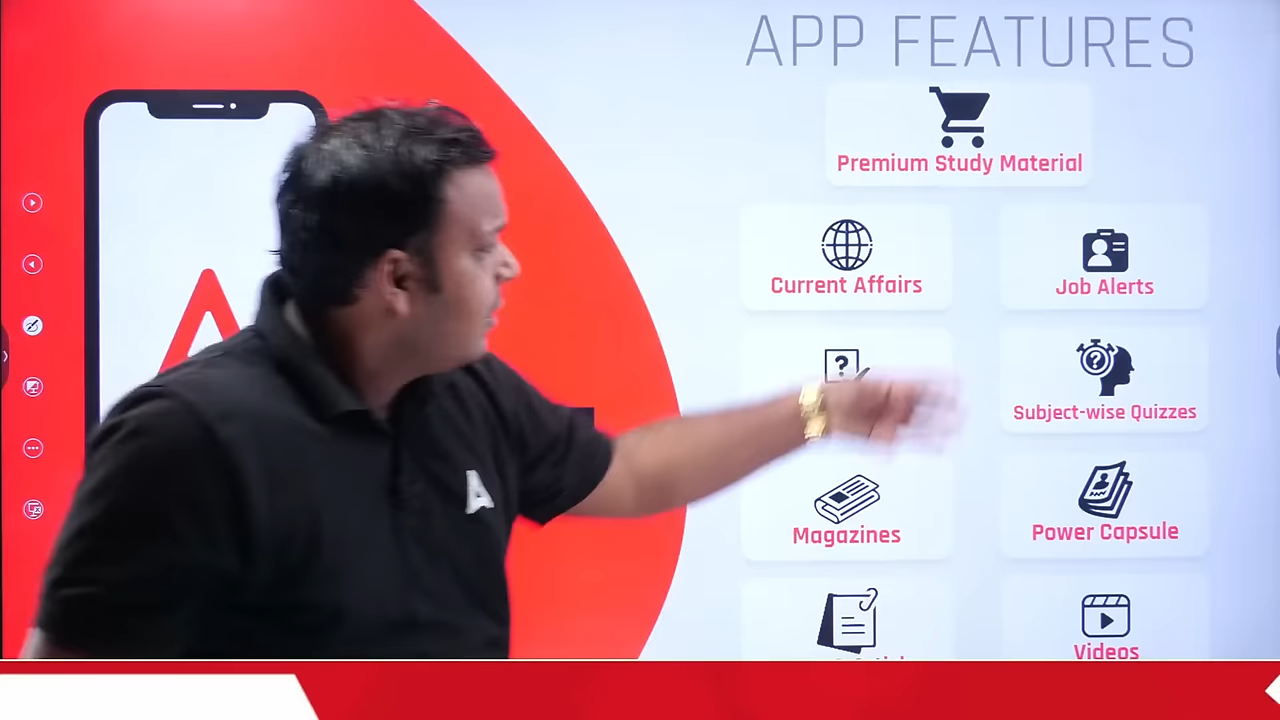 APP FEATURES
Premium Study Material
Current Affairs
Job Alerts
Subject-wise Quizzes
Magazines
Power Capsule
Videos